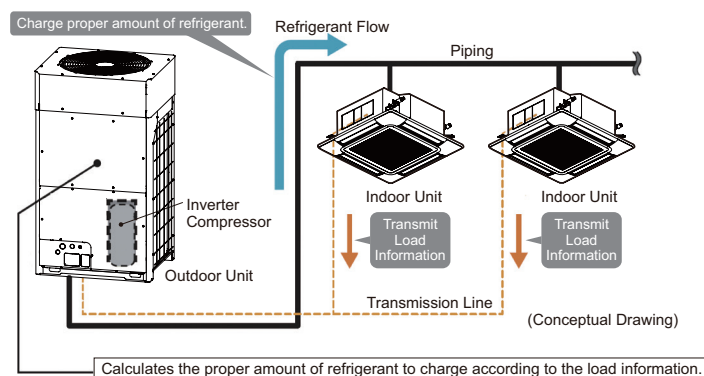 Charge proper amount of refrigerant.
Refrigerant Flow
Piping
Inverter
Compressor
Outdoor Unit
Indoor Unit
Indoor Unit
Transmit
Load
Information
Transmit
Load
Information
Transmission Line
(Conceptual Drawing)
Calculates the proper amount of refrigerant to charge according to the load information.